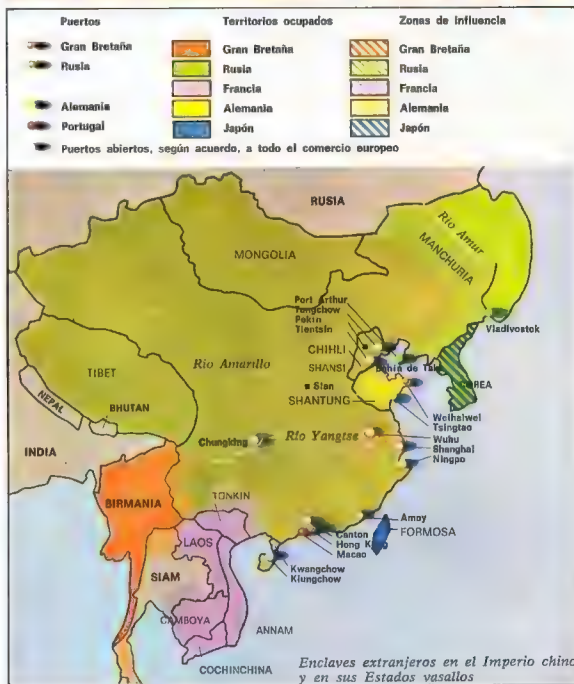 Puertos
Gran Bretaña
Rusia
Alemania
Portugal
Puertos abiertos, según acuerdo, a todo el comercio europeo
Territorios ocupados
Gran Bretaña
Rusia
Francia
Alemania
Japón
Zonas de influencia
Gran Bretaña
Rusia
Francia
Alemania
Japón
RUSIA
MONGOLIA
Río Amur
MANCHURIA
Port Arthur
Tengchow
Pekín
Tientsin
Vladivostok
CHIHLI
Bahía de
SHANSI
COREA
Río Amarillo
TIBET
Sian
SHANTUNG
NEPAL
BHUTAN
Weihaiwei
Tsingtao
INDIA
Chungking
Río Yangtse
Wuhu
Shanghai
Ningpo
BIRMANIA
TONKIN
Amoy
FORMOSA
LAOS
Canton
Hong Kong
Macao
SIAM
Kwangchow
Kiungchow
CAMBOYA
ANNAM
COCHINCHINA
Enclaves extranjeros en el Imperio chino
y en sus Estados vasallos